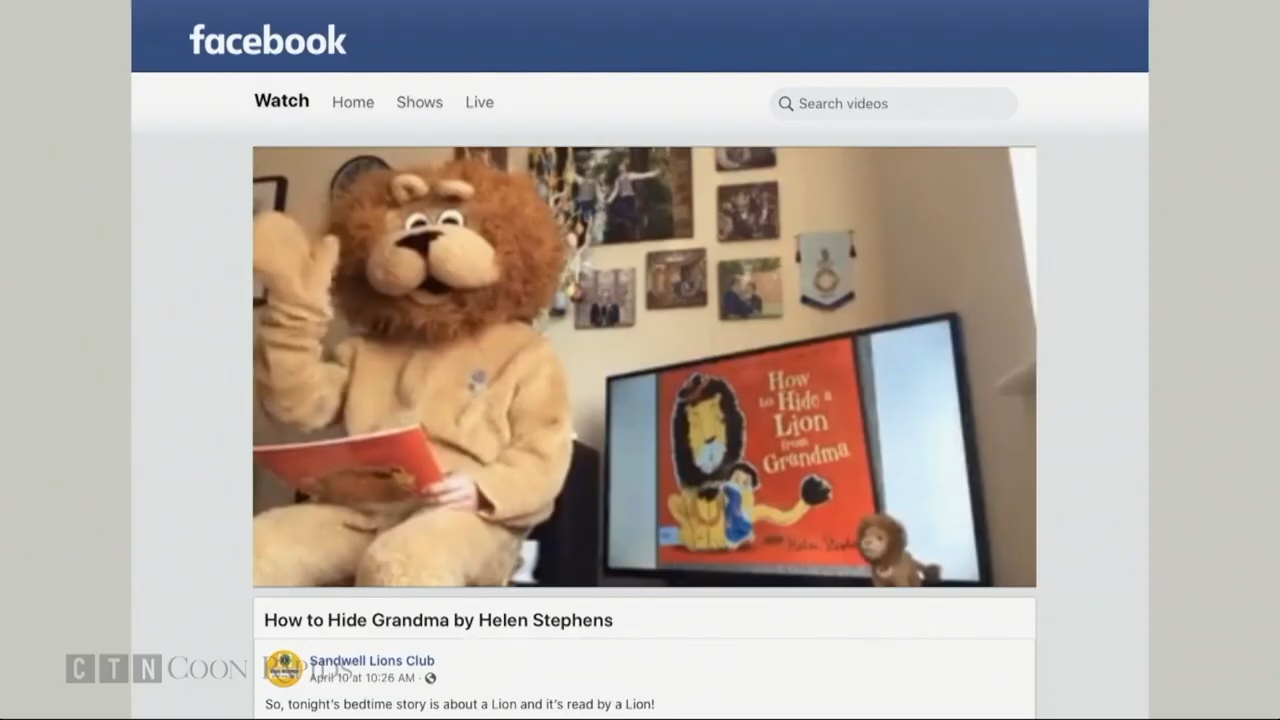 facebook
Watch Home Shows Live
Search videos
How
to Hide a
Lion
from
Grandma
Helen
How to Hide Grandma by Helen Stephens
Sandwell Lions Club
April 10 at 10:26 AM ·
So, tonight's bedtime story is about a Lion and it's read by a Lion!
CTN COON RAPIDS